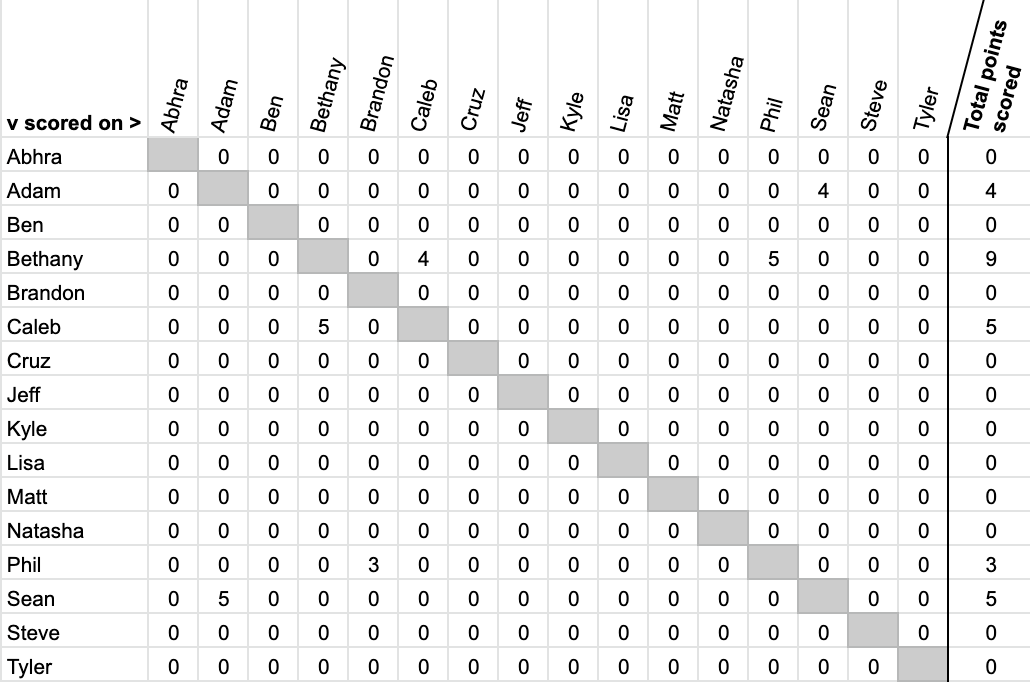 v scored on > Abhra Adam Ben Bethany Brandon Caleb Cruz Jeff Kyle Lisa Matt Natasha Phil Sean Steve Tyler Total points scored
Abhra 0 0 0 0 0 0 0 0 0 0 0 0 0 0 0 0
Adam 0 0 0 0 0 0 0 0 0 0 0 0 4 0 0 4
Ben 0 0 0 0 0 0 0 0 0 0 0 0 0 0 0 0
Bethany 0 0 0 0 4 0 0 0 0 0 0 5 0 0 0 9
Brandon 0 0 0 0 0 0 0 0 0 0 0 0 0 0 0 0
Caleb 0 0 0 5 0 0 0 0 0 0 0 0 0 0 0 5
Cruz 0 0 0 0 0 0 0 0 0 0 0 0 0 0 0 0
Jeff 0 0 0 0 0 0 0 0 0 0 0 0 0 0 0 0
Kyle 0 0 0 0 0 0 0 0 0 0 0 0 0 0 0 0
Lisa 0 0 0 0 0 0 0 0 0 0 0 0 0 0 0 0
Matt 0 0 0 0 0 0 0 0 0 0 0 0 0 0 0 0
Natasha 0 0 0 0 0 0 0 0 0 0 0 0 0 0 0 0
Phil 0 0 0 0 3 0 0 0 0 0 0 0 0 0 0 3
Sean 0 5 0 0 0 0 0 0 0 0 0 0 0 0 0 5
Steve 0 0 0 0 0 0 0 0 0 0 0 0 0 0 0 0
Tyler 0 0 0 0 0 0 0 0 0 0 0 0 0 0 0 0